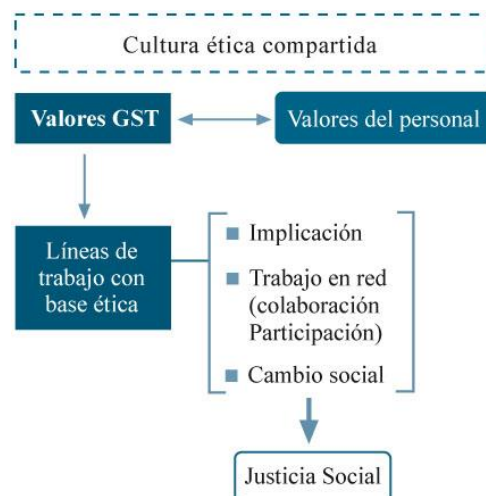 Cultura ética compartida
Valores GST
Valores del personal
Líneas de
trabajo con
base ética
Implicación
Trabajo en red
(colaboración
Participación)
Cambio social
Justicia Social